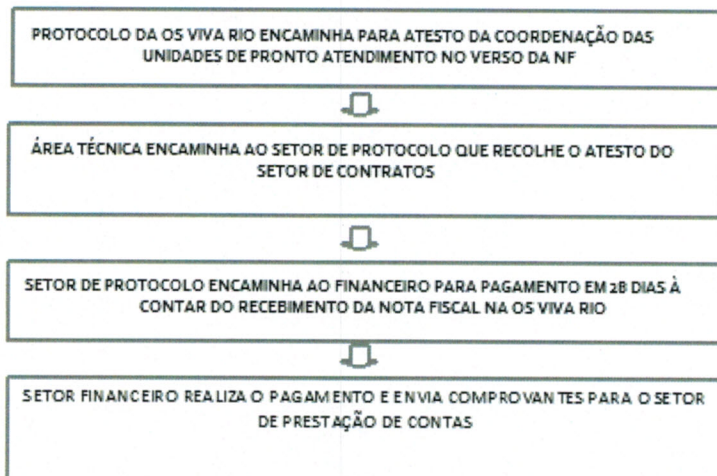 PROTOCOLO DA OS VIVA RIO ENCAMINHA PARA ATESTO DA COORDENAÇÃO DAS
UNIDADES DE PRONTO ATENDIMENTO NO VERSO DA NF
ÁREA TÉCNICA ENCAMINHA AO SETOR DE PROTOCOLO QUE RECOLHE O ATESTO DO
SETOR DE CONTRATOS
SETOR DE PROTOCOLO ENCAMINHA AO FINANCEIRO PARA PAGAMENTO EM 28 DIAS À
CONTAR DO RECEBIMENTO DA NOTA FISCAL NA OS VIVA RIO
SETOR FINANCEIRO REALIZA O PAGAMENTO E ENVIA COMPROVANTES PARA O SETOR
DE PRESTAÇÃO DE CONTAS